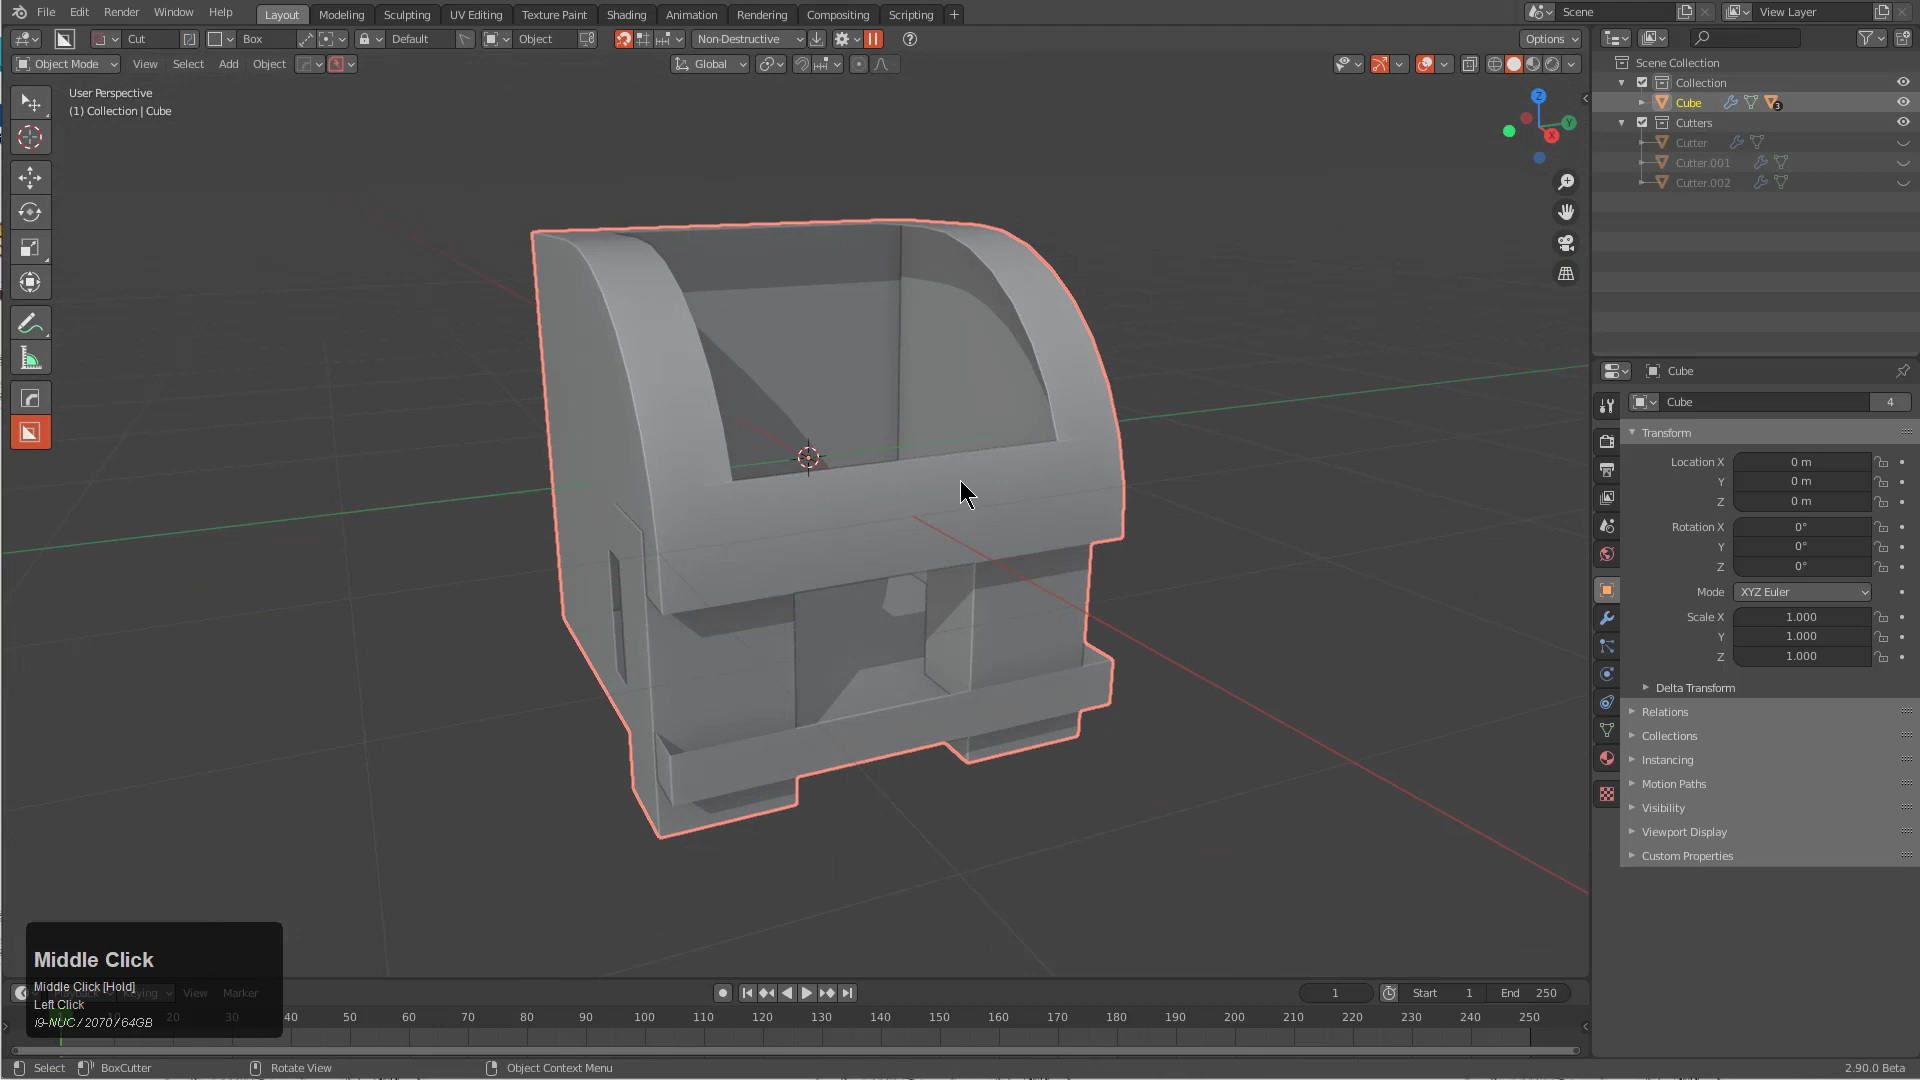 File Edit Render Window Help Layout Modeling Sculpting UV Editing Texture Paint Shading Animation Rendering Compositing Scripting + Scene View Layer
Cut Box Default Object Non-Destructive Options
Object Mode View Select Add Object Global
User Perspective
(1) Collection | Cube
Z
Y
X
Scene Collection
Collection
Cube 3
Cutters
Cutter
Cutter.001
Cutter.002
Cube
Cube 4
Transform
Location X 0 m
Y 0 m
Z 0 m
Rotation X 0°
Y 0°
Z 0°
Mode XYZ Euler
Scale X 1.000
Y 1.000
Z 1.000
Delta Transform
Relations
Collections
Instancing
Motion Paths
Visibility
Viewport Display
Custom Properties
Middle Click
Middle Click [Hold]
Left Click
i9-NUC / 2070 / 64GB
Playback Keying View Marker 1 Start 1 End 250
10 20 30 40 50 60 70 80 90 100 110 120 130 140 150 160 170 180 190 200 210 220 230 240 250
Select BoxCutter Rotate View Object Context Menu 2.90.0 Beta